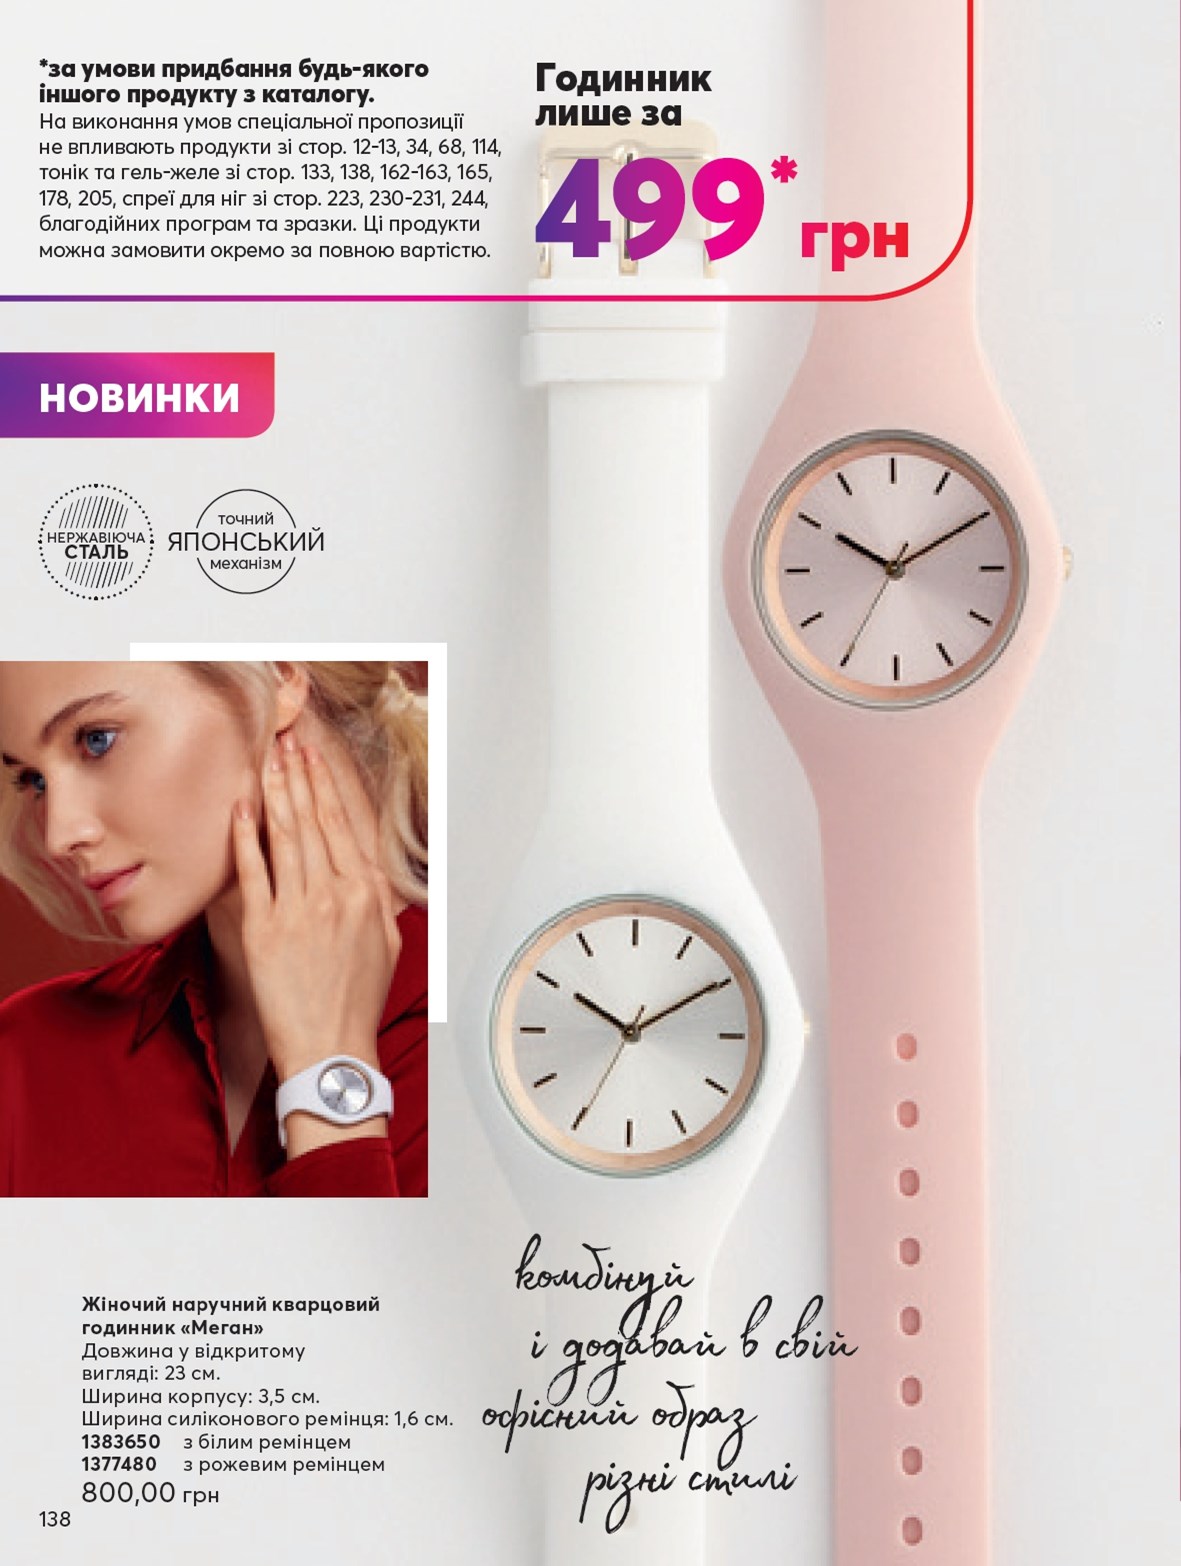 *за умови придбання будь-якого
іншого продукту з каталогу.
На виконання умов спеціальної пропозиції
не впливають продукти зі стор. 12-13, 34, 68, 114,
тонік та гель-желе зі стор. 133, 138, 162-163, 165,
178, 205, спреї для ніг зі стор. 223, 230-231, 244,
благодійних програм та зразки. Ці продукти
можна замовити окремо за повною вартістю.
Годинник
лише за
499* грн
НОВИНКИ
НЕРЖАВІЮЧА
СТАЛЬ
точний
ЯПОНСЬКИЙ
механізм
комбінуй
і додавай в свій
офісний образ
різні стилі
Жіночий наручний кварцовий
годинник «Меган»
Довжина у відкритому
вигляді: 23 см.
Ширина корпусу: 3,5 см.
Ширина силіконового ремінця: 1,6 см.
1383650 з білим ремінцем
1377480 з рожевим ремінцем
800,00 грн
138